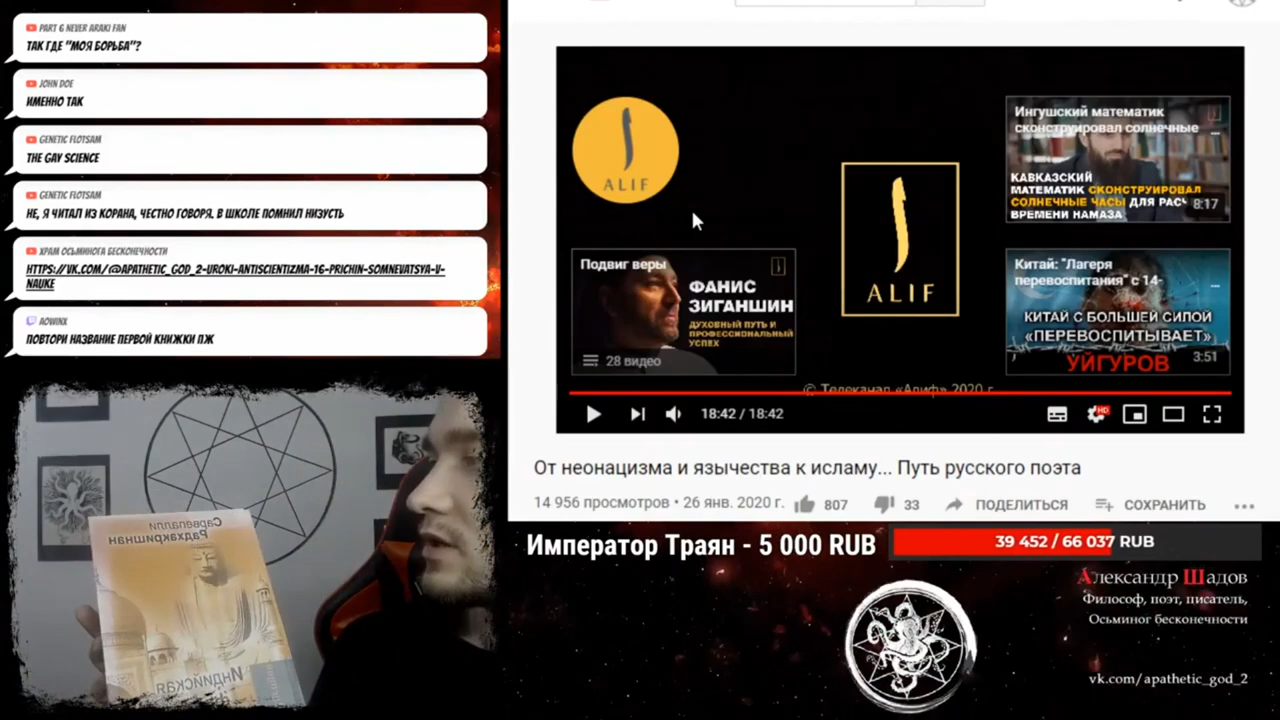 PART 6 NEVER ARAKI FAN
ТАК ГДЕ "МОЯ БОРЬБА"?
JOHN DOE
ИМЕННО ТАК
GENETIC FLOTSAM
THE GAY SCIENCE
GENETIC FLOTSAM
НЕ, Я ЧИТАЛ ИЗ КОРАНА, ЧЕСТНО ГОВОРЯ. В ШКОЛЕ ПОМНИЛ НИЗУСТЬ
ХРАМ ОСЬМИНОГА БЕСКОНЕЧНОСТИ
HTTPS://VK.COM/@APATHETIC_GOD_2-UROKI-ANTISCIENTIZMA-16-PRICHIN-SOMNEVATSYA-V-
NAUKE
AOWINX
ПОВТОРИ НАЗВАНИЕ ПЕРВОЙ КНИЖКИ ПЖ
ALIF
Подвиг веры
ФАНИС
ЗИГАНШИН
ДУХОВНЫЙ ПУТЬ И
ПРОФЕССИОНАЛЬНЫЙ
УСПЕХ
28 видео
ALIF
Ингушский математик
сконструировал солнечные
КАВКАЗСКИЙ
МАТЕМАТИК СКОНСТРУИРОВАЛ
СОЛНЕЧНЫЕ ЧАСЫ ДЛЯ РАСЧ
ВРЕМЕНИ НАМАЗА
8:17
Китай: "Лагеря
перевоспитания" с 14-
КИТАЙ С БОЛЬШЕЙ СИЛОЙ
«ПЕРЕВОСПИТЫВАЕТ»
УЙГУРОВ
3:51
© Телеканал «Алиф» 2020 г.
18:42 / 18:42
HD
От неонацизма и язычества к исламу... Путь русского поэта
14 956 просмотров • 26 янв. 2020 г.
807
33
ПОДЕЛИТЬСЯ
СОХРАНИТЬ
Император Траян - 5 000 RUB
39 452 / 66 037 RUB
Александр Шадов
Философ, поэт, писатель,
Осьминог бесконечности
vk.com/apathetic_god_2
Сарвепалли
Радхакришнан
ИНДИЙСКАЯ